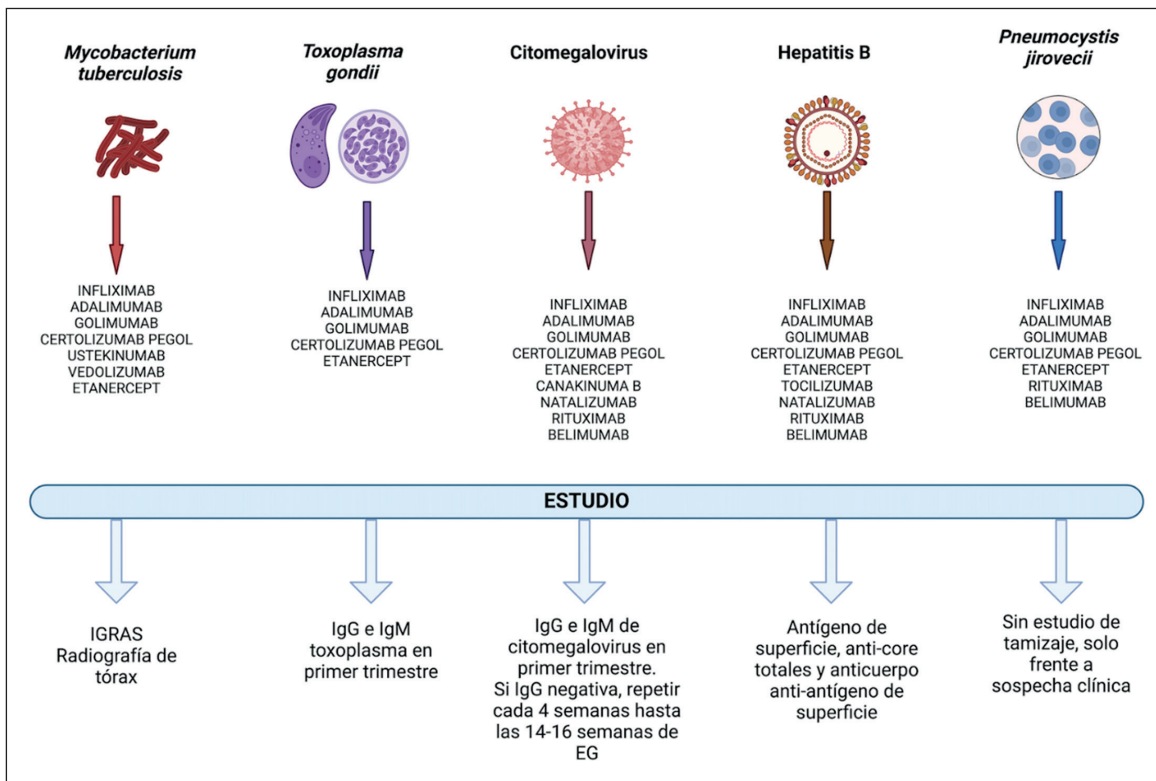 Mycobacterium
tuberculosis
INFLIXIMAB
ADALIMUMAB
GOLIMUMAB
CERTOLIZUMAB PEGOL
USTEKINUMAB
VEDOLIZUMAB
ETANERCEPT
Toxoplasma
gondii
INFLIXIMAB
ADALIMUMAB
GOLIMUMAB
CERTOLIZUMAB PEGOL
ETANERCEPT
Citomegalovirus
INFLIXIMAB
ADALIMUMAB
GOLIMUMAB
CERTOLIZUMAB PEGOL
ETANERCEPT
CANAKINUMA B
NATALIZUMAB
RITUXIMAB
BELIMUMAB
Hepatitis B
INFLIXIMAB
ADALIMUMAB
GOLIMUMAB
CERTOLIZUMAB PEGOL
ETANERCEPT
TOCILIZUMAB
NATALIZUMAB
RITUXIMAB
BELIMUMAB
Pneumocystis
jirovecii
INFLIXIMAB
ADALIMUMAB
GOLIMUMAB
CERTOLIZUMAB PEGOL
ETANERCEPT
RITUXIMAB
BELIMUMAB
ESTUDIO
IGRAS
Radiografía de
tórax
IgG e IgM
toxoplasma en
primer trimestre
IgG e IgM de
citomegalovirus en
primer trimestre.
Si IgG negativa, repetir
cada 4 semanas hasta
las 14-16 semanas de
EG
Antígeno de
superficie, anti-core
totales y anticuerpo
anti-antígeno de
superficie
Sin estudio de
tamizaje, solo
frente a
sospecha clínica